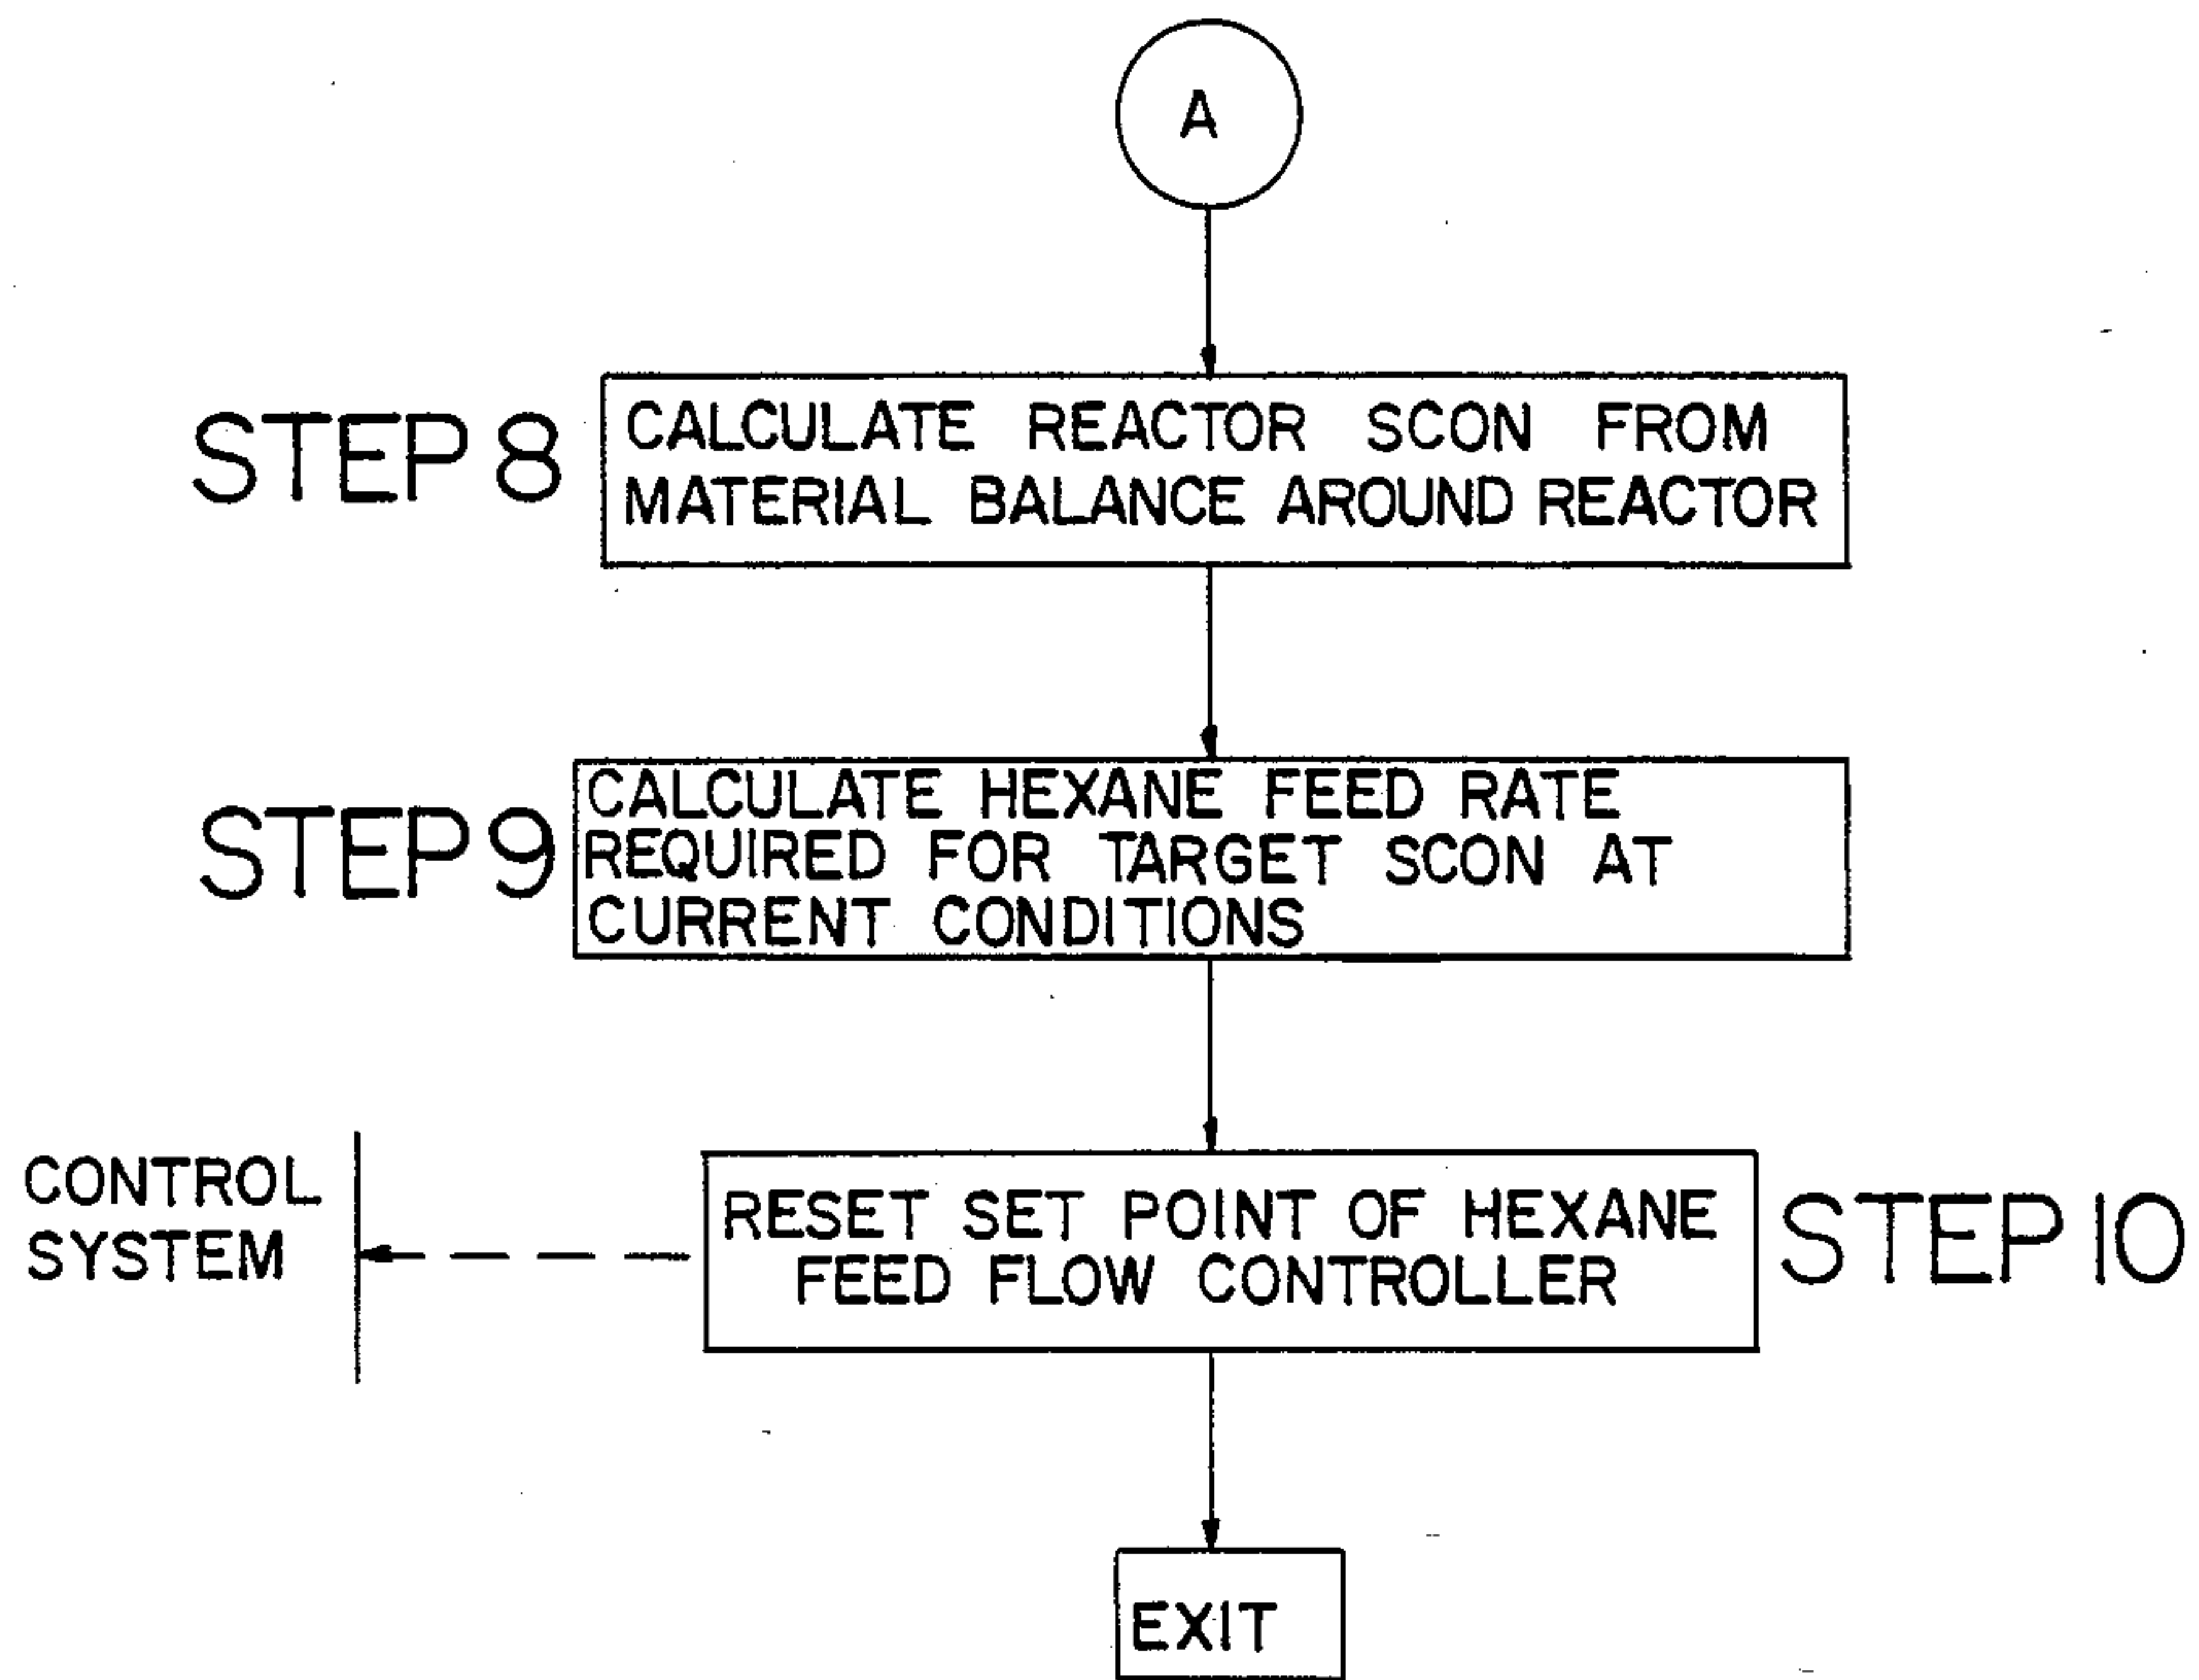 A
STEP 8
CALCULATE REACTOR SCON FROM
MATERIAL BALANCE AROUND REACTOR
STEP 9
CALCULATE HEXANE FEED RATE
REQUIRED FOR TARGET SCON AT
CURRENT CONDITIONS
CONTROL
SYSTEM
RESET SET POINT OF HEXANE
FEED FLOW CONTROLLER
STEP 10
EXIT